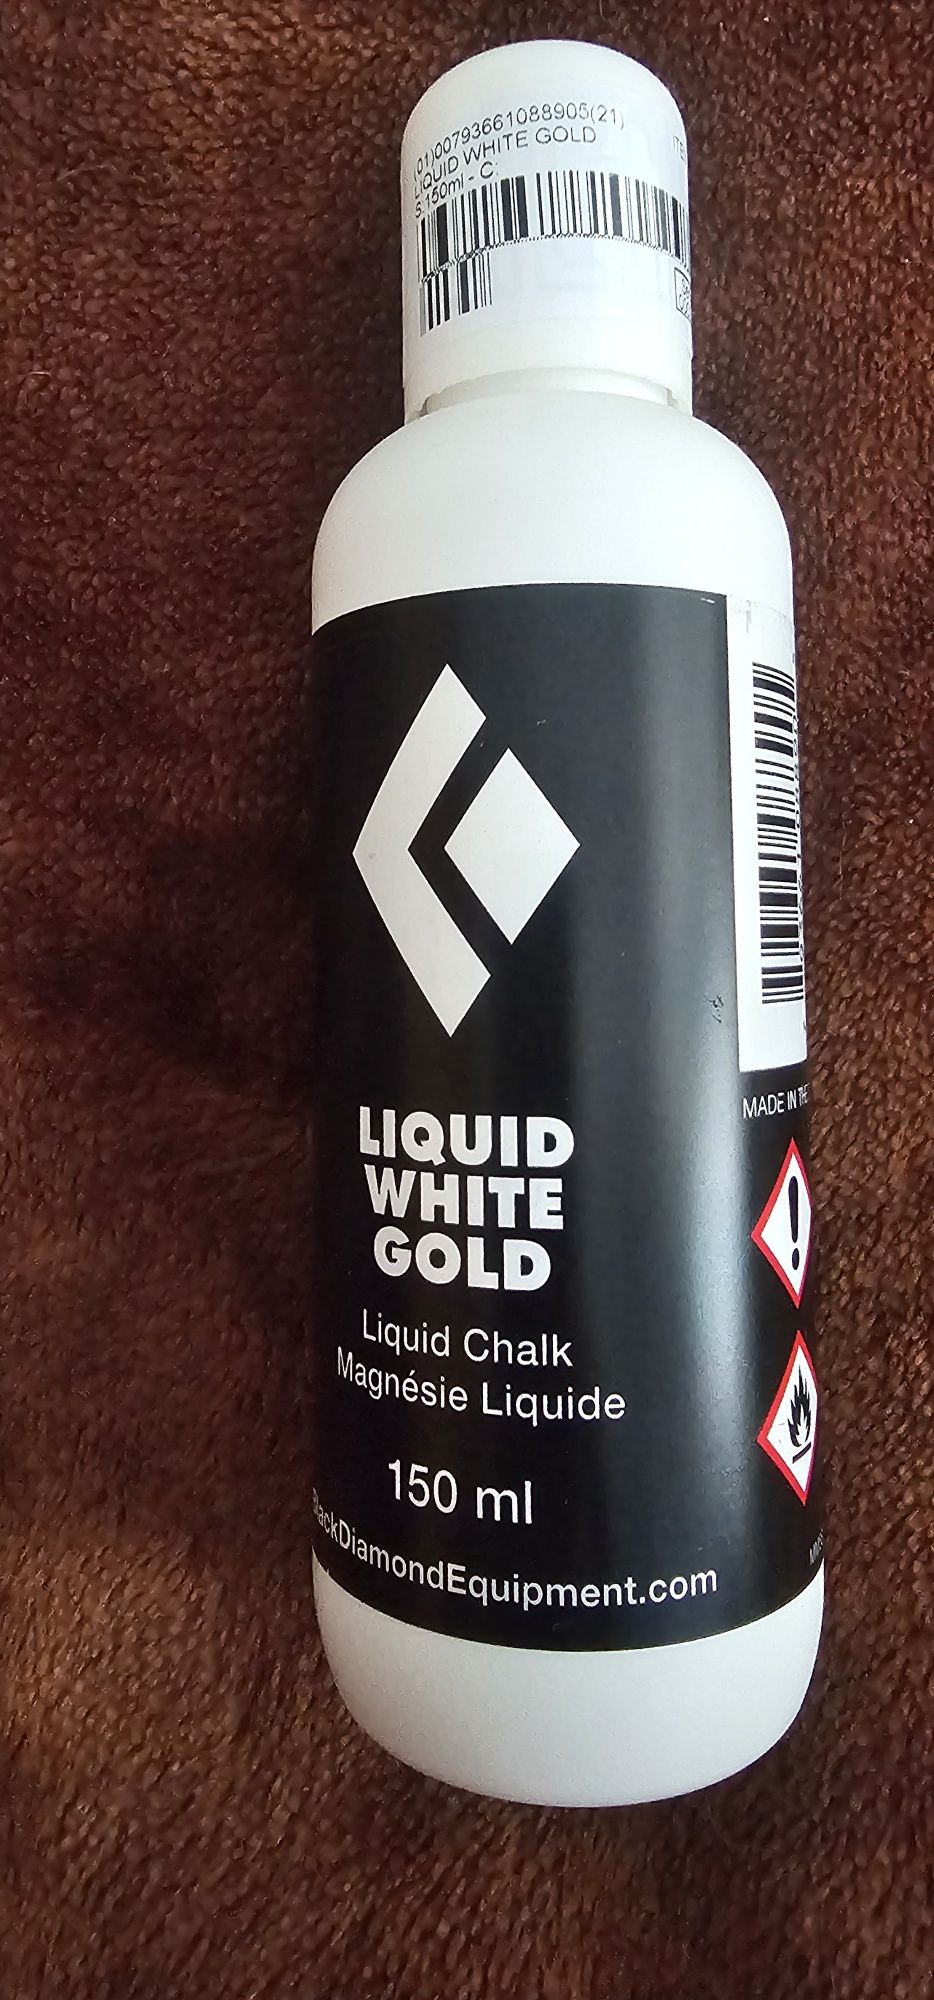 (01)00793661088905(21)
LIQUID WHITE GOLD
S:150ml - C:
LIQUID
WHITE
GOLD
Liquid Chalk
Magnésie Liquide
150 ml
BlackDiamondEquipment.com
MADE IN THE